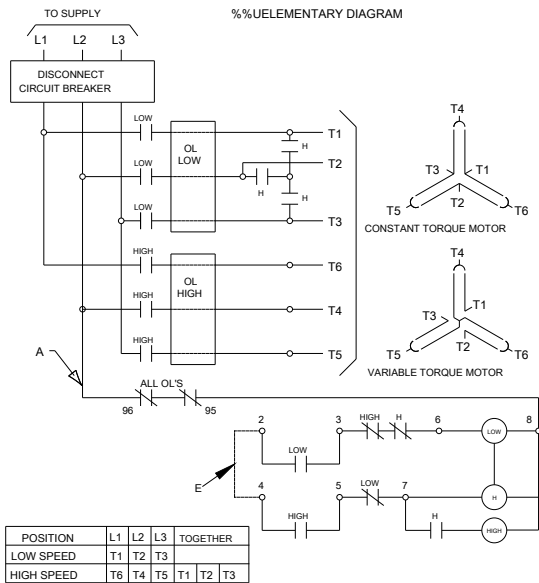 TO SUPPLY
%%UELEMENTARY DIAGRAM
L1 L2 L3
DISCONNECT
CIRCUIT BREAKER
LOW
OL
LOW
T1
H
LOW
T2
H
H
LOW
T3
HIGH
T6
OL
HIGH
HIGH
T4
HIGH
T5
T4
T3 T1
T5 T2 T6
CONSTANT TORQUE MOTOR
T4
T1
T3
T5 T2 T6
VARIABLE TORQUE MOTOR
A
ALL OL'S
96 95
2 3 HIGH H 6 LOW 8
LOW
E
4 5 LOW 7 H
HIGH H HIGH
POSITION L1 L2 L3 TOGETHER
LOW SPEED T1 T2 T3
HIGH SPEED T6 T4 T5 T1 T2 T3